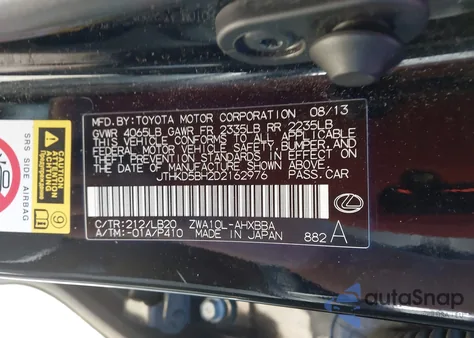 MFD.BY:TOYOTA MOTOR CORPORATION 08/13
GVWR 4065LB GAWR FR 2335LB RR 2235LB
THIS VEHICLE CONFORMS TO ALL APPLICABLE
FEDERAL MOTOR VEHICLE SAFETY, BUMPER, AND
THEFT PREVENTION STANDARDS IN EFFECT ON
THE DATE OF MANUFACTURE SHOWN ABOVE.
JTHKD5BH2D2162976 PASS-CAR
C/TR:212/LB20 ZWA10L-AHXBBA
A/TM:-01A/P410 MADE IN JAPAN 882 A
SIDE AIRBAG
autoSnap